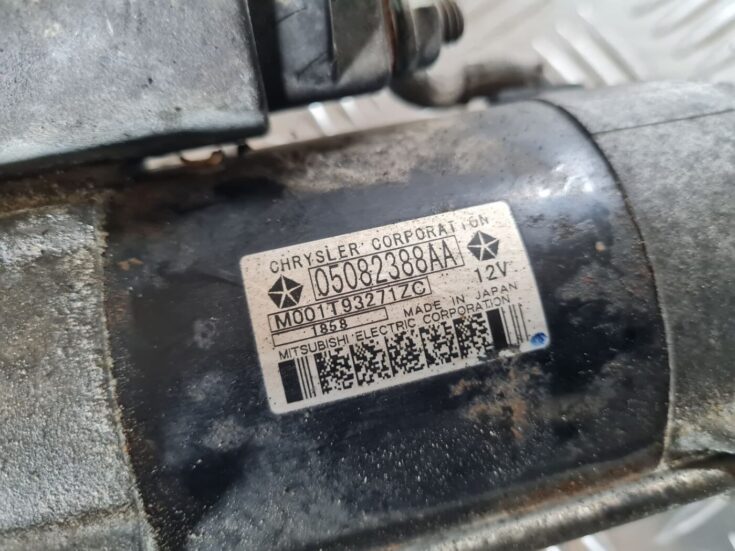 CHRYSLER CORPORATION
05082388AA
12V
M001T93271ZC
1858
MADE IN JAPAN
MITSUBISHI ELECTRIC CORPORATION